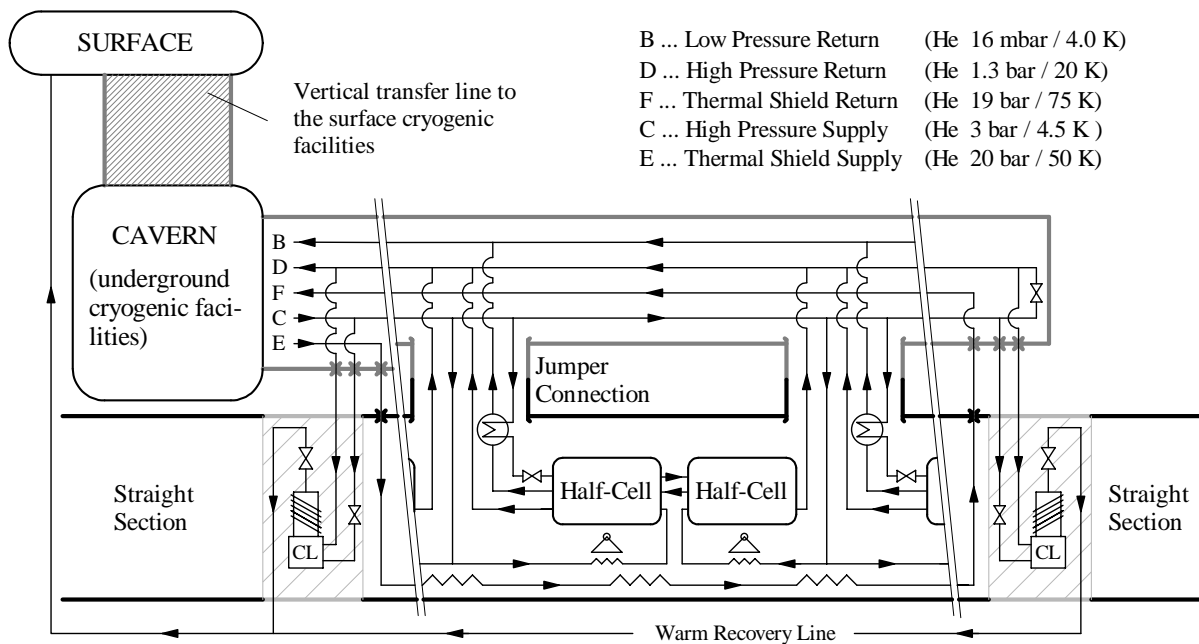 SURFACE
Vertical transfer line to
the surface cryogenic
facilities
B ... Low Pressure Return (He 16 mbar / 4.0 K)
D ... High Pressure Return (He 1.3 bar / 20 K)
F ... Thermal Shield Return (He 19 bar / 75 K)
C ... High Pressure Supply (He 3 bar / 4.5 K )
E ... Thermal Shield Supply (He 20 bar / 50 K)
CAVERN
(underground
cryogenic faci-
lities)
B
D
F
C
E
Jumper
Connection
Straight
Section
CL
Half-Cell
Half-Cell
CL
Straight
Section
Warm Recovery Line